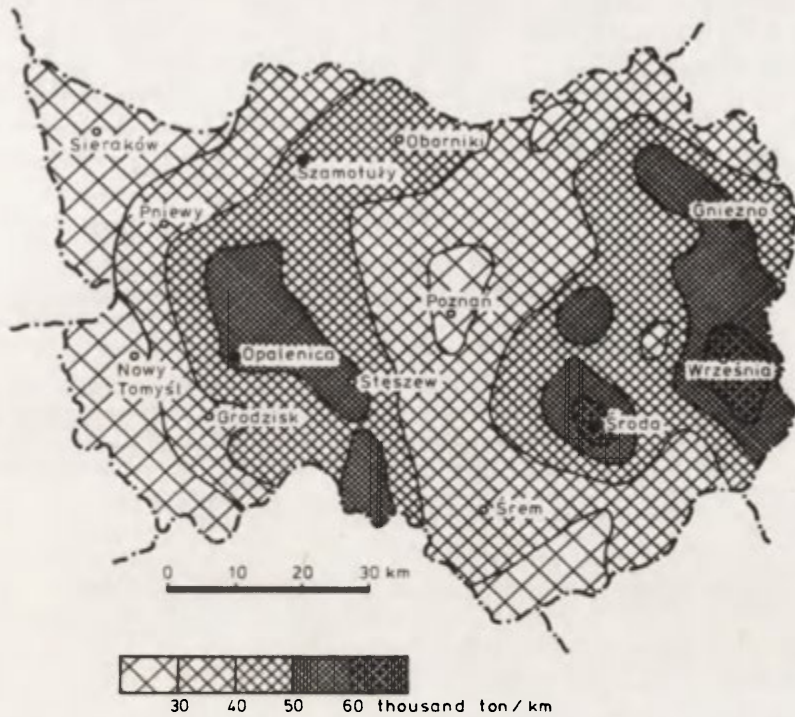 Sieraków
Oborniki
Szamotuły
Pniewy
Gniezno
Poznań
Opalenica
Nowy
Tomyśl
Stęszew
Września
Grodzisk
Środa
Śrem
0 10 20 30 km
30 40 50 60 thousand ton/km